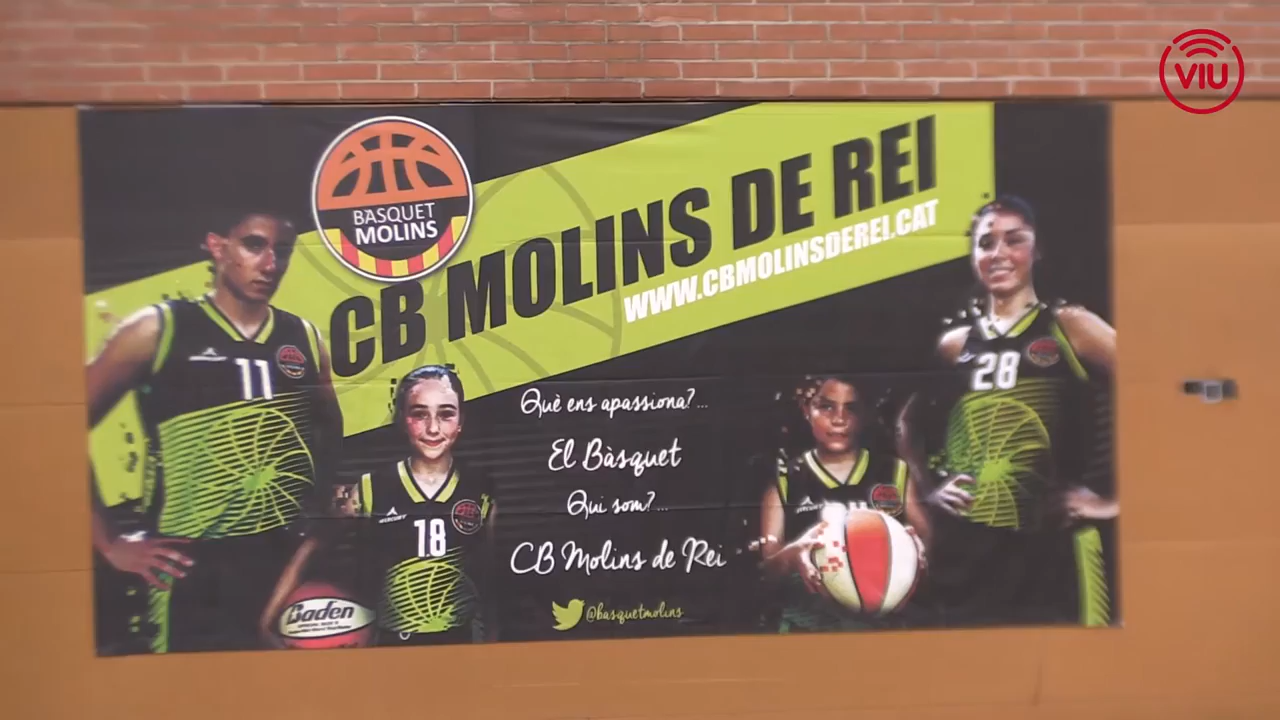 VIU
BASQUET
MOLINS
CB MOLINS DE REI
WWW.CBMOLINSDEREI.CAT
11
28
Què ens apassiona?...
El Bàsquet
Qui som?...
CB Molins de Rei
18
Baden
@basquetmolins